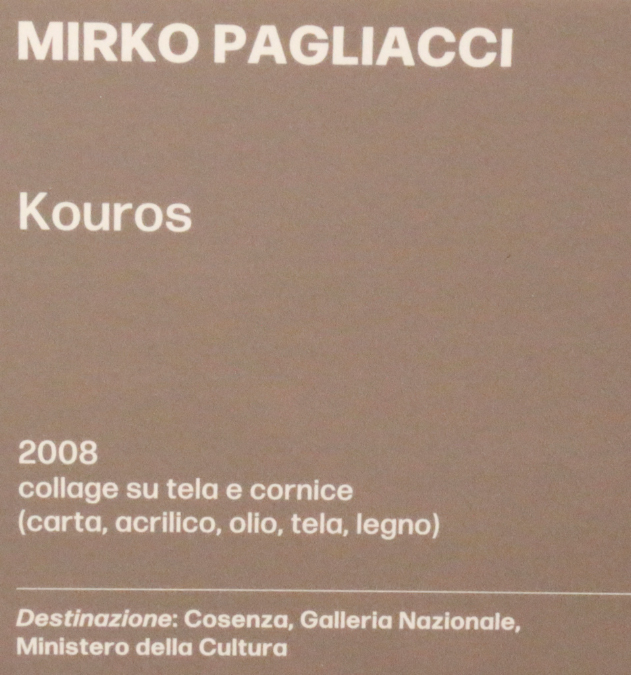 MIRKO PAGLIACCI
Kouros
2008
collage su tela e cornice
(carta, acrilico, olio, tela, legno)
Destinazione: Cosenza, Galleria Nazionale,
Ministero della Cultura